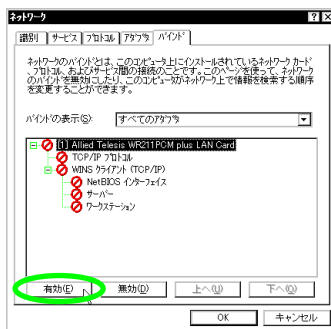 ネットワーク
識別 サービス プロトコル アダプタ バインド
ネットワークのバインドとは、このコンピュータ上にインストールされているネットワーク カード
、プロトコル、およびサービス間の接続のことです。このページを使って、ネットワーク
のバインドを無効にしたり、このコンピュータがネットワーク上で情報を検索する順序
を変更することができます。
バインドの表示(S): すべてのアダプタ
[1] Allied Telesis WR211PCM plus LAN Card
TCP/IP プロトコル
WINS クライアント (TCP/IP)
NetBIOS インターフェイス
サーバー
ワークステーション
有効(E) 無効(D) 上へ(U) 下へ(O)
OK キャンセル